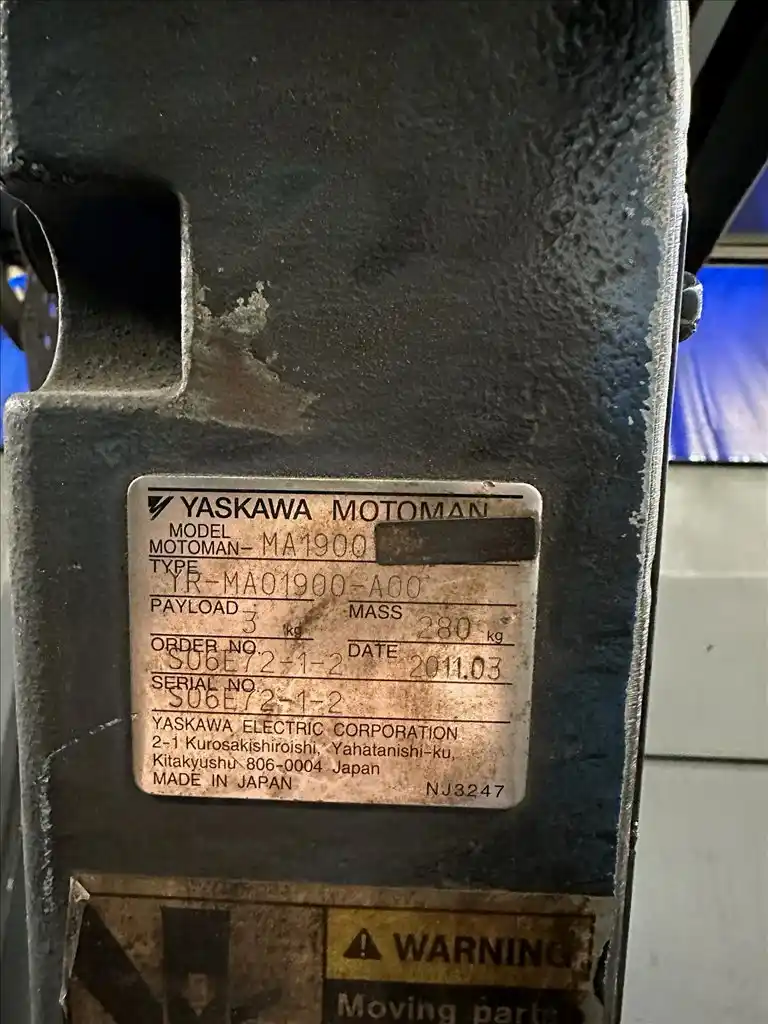 YASKAWA MOTOMAN
MODEL
MOTOMAN- MA1900
TYPE
YR-MA01900-A00
PAYLOAD 3 kg MASS 280 kg
ORDER NO. S06E72-1-2 DATE 2011.03
SERIAL NO. S06E72-1-2
YASKAWA ELECTRIC CORPORATION
2-1 Kurosakishiroishi, Yahatanishi-ku,
Kitakyushu 806-0004 Japan
MADE IN JAPAN NJ3247
WARNING
Moving parts